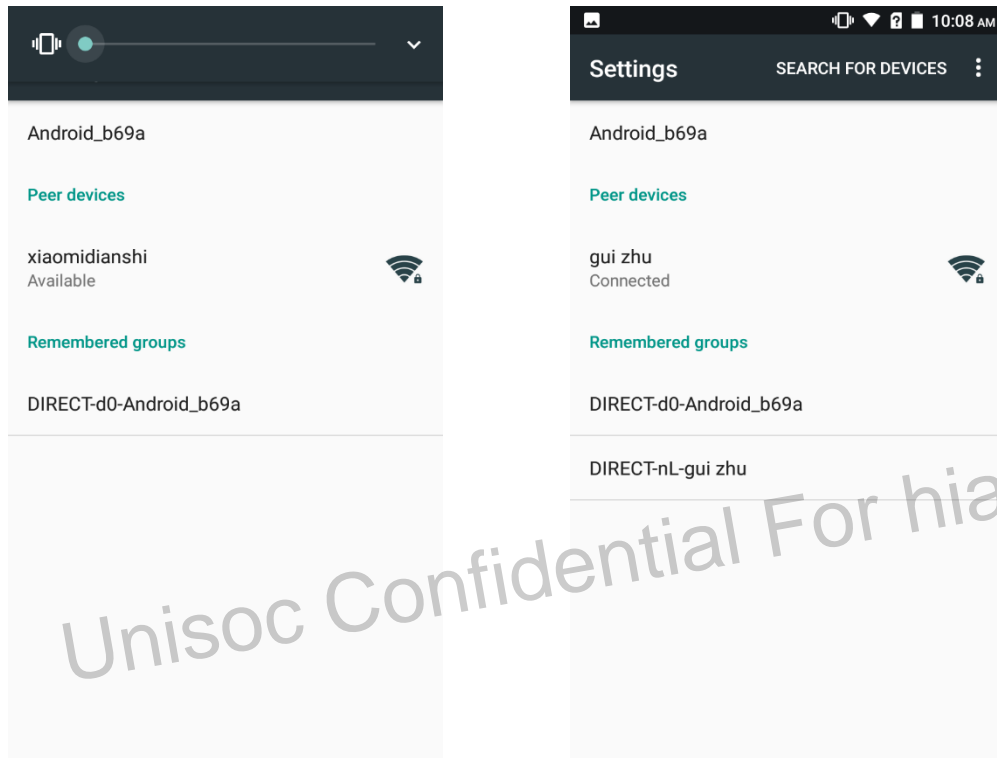 Android_b69a
Peer devices
xiaomidianshi
Available
Remembered groups
DIRECT-d0-Android_b69a
10:08 AM
Settings
SEARCH FOR DEVICES
Android_b69a
Peer devices
gui zhu
Connected
Remembered groups
DIRECT-d0-Android_b69a
DIRECT-nL-gui zhu
Unisoc Confidential For hia